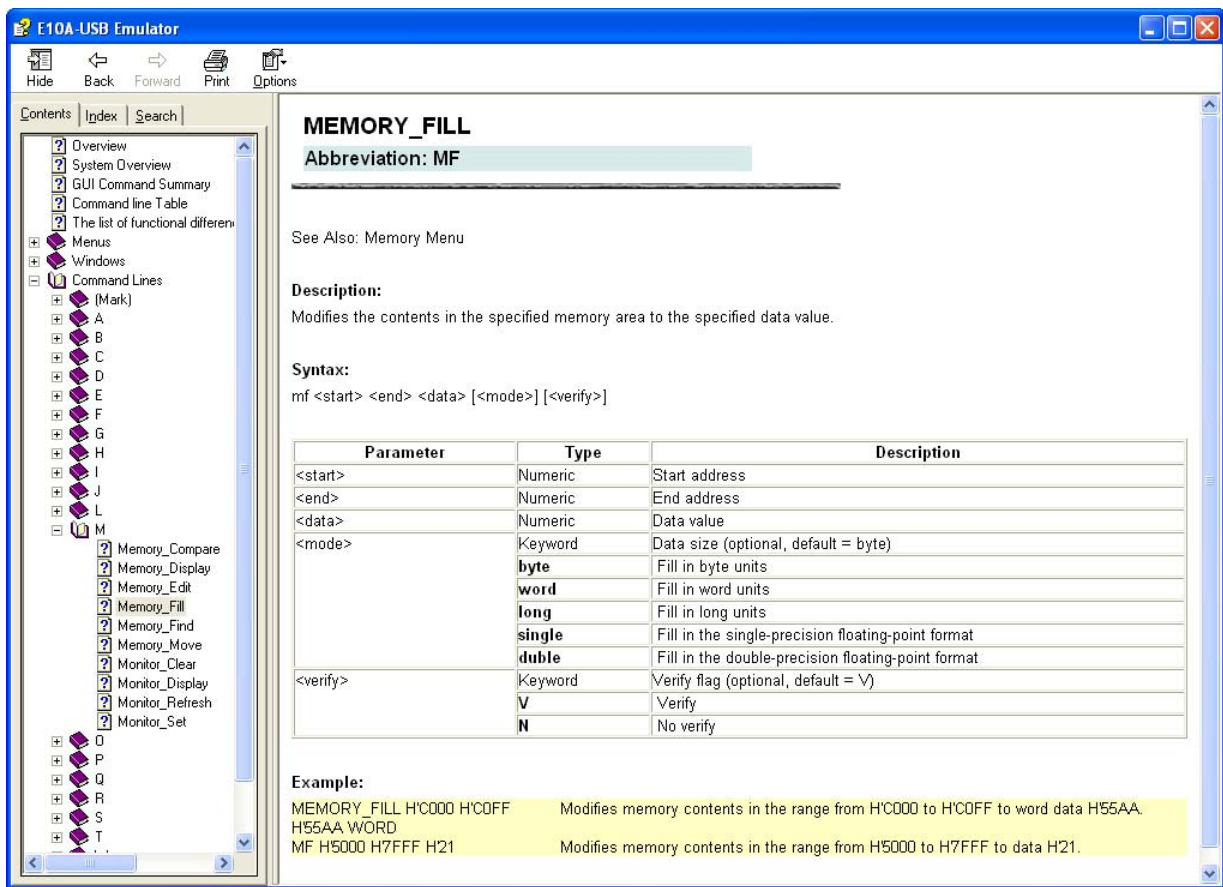 E10A-USB Emulator
Hide Back Forward Print Options
Contents Index Search
Overview
System Overview
GUI Command Summary
Command line Table
The list of functional differen
Menus
Windows
Command Lines
(Mark)
A
B
C
D
E
F
G
H
I
J
L
M
Memory_Compare
Memory_Display
Memory_Edit
Memory_Fill
Memory_Find
Memory_Move
Monitor_Clear
Monitor_Display
Monitor_Refresh
Monitor_Set
O
P
Q
R
S
T
MEMORY_FILL
Abbreviation: MF
See Also: Memory Menu
Description:
Modifies the contents in the specified memory area to the specified data value.
Syntax:
mf <start> <end> <data> [<mode>] [<verify>]
Parameter Type Description
<start> Numeric Start address
<end> Numeric End address
<data> Numeric Data value
<mode> Keyword Data size (optional, default = byte)
byte Fill in byte units
word Fill in word units
long Fill in long units
single Fill in the single-precision floating-point format
duble Fill in the double-precision floating-point format
<verify> Keyword Verify flag (optional, default = V)
V Verify
N No verify
Example:
MEMORY_FILL H'C000 H'C0FF Modifies memory contents in the range from H'C000 to H'C0FF to word data H'55AA.
H'55AA WORD
MF H'5000 H'7FFF H'21 Modifies memory contents in the range from H'5000 to H'7FFF to data H'21.